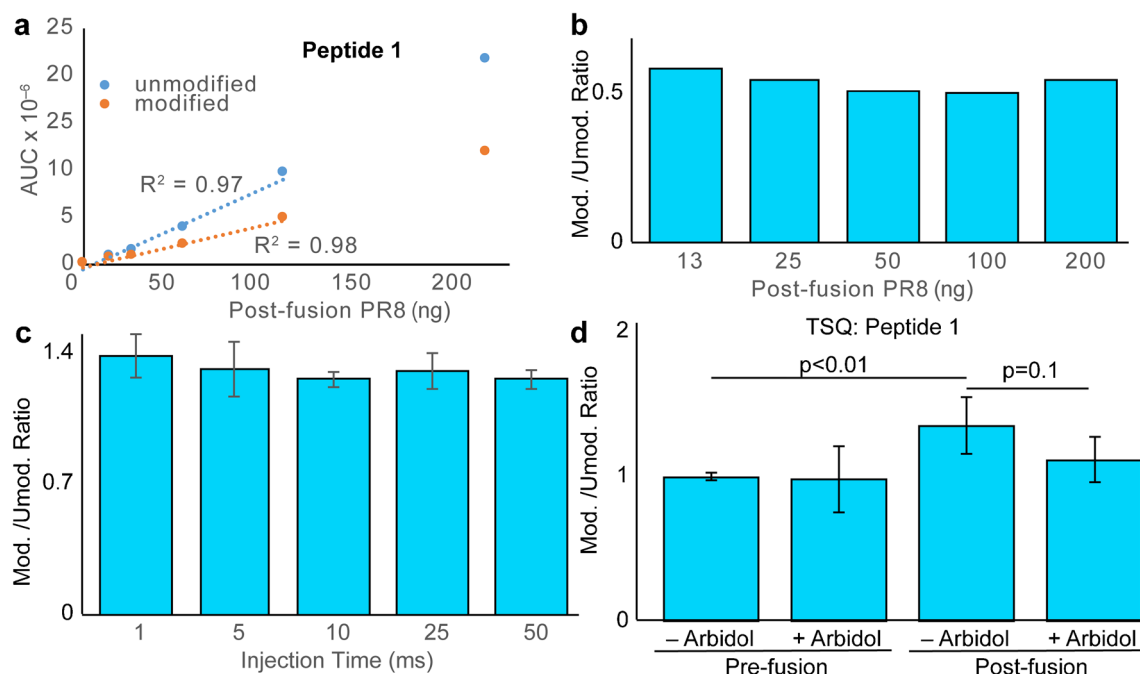 a
Peptide 1
25
20
25
10
5
0
AUC x 10⁻⁶
unmodified
modified
R² = 0.97
R² = 0.98
0 50 100 150 200
Post-fusion PR8 (ng)
b
Mod. /Umod. Ratio
0.5
0
13 25 50 100 200
Post-fusion PR8 (ng)
c
Mod. /Umod. Ratio
1.4
0.7
0
1 5 10 25 50
Injection Time (ms)
d
TSQ: Peptide 1
Mod. /Umod. Ratio
2
1
0
p<0.01
p=0.1
– Arbidol + Arbidol – Arbidol + Arbidol
Pre-fusion Post-fusion